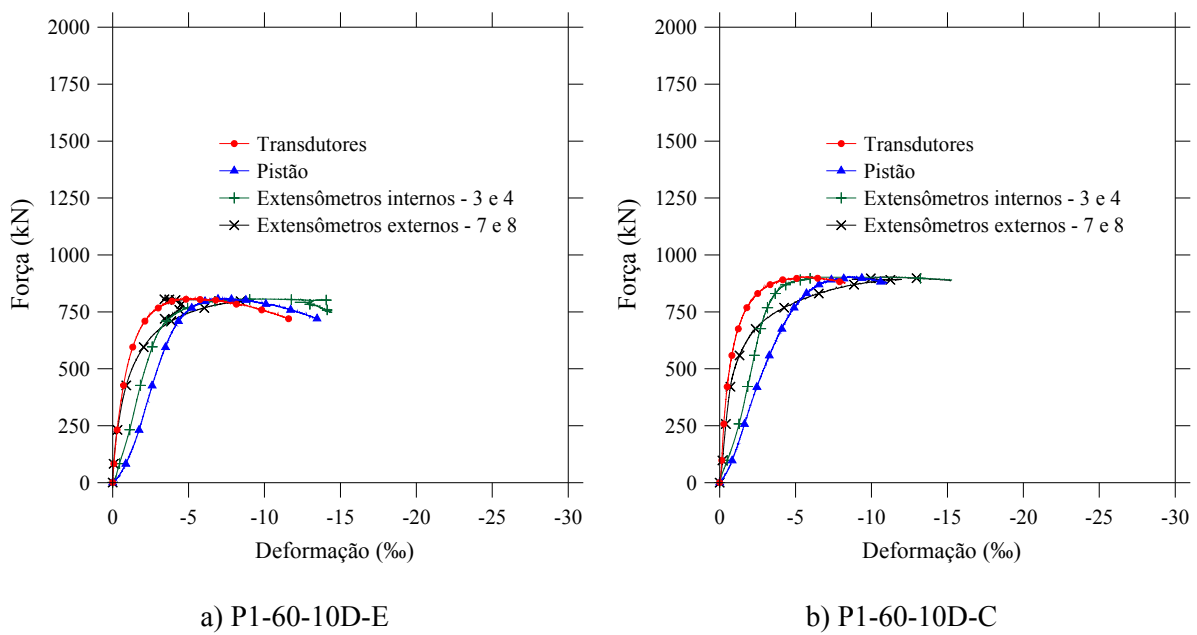 2000
1750
1500
1250
1000
750
500
250
0
Força (kN)
Transdutores
Pistão
Extensômetros internos - 3 e 4
Extensômetros externos - 7 e 8
0 -5 -10 -15 -20 -25 -30
Deformação (‰)
a) P1-60-10D-E
2000
1750
1500
1250
1000
750
500
250
0
Força (kN)
Transdutores
Pistão
Extensômetros internos - 3 e 4
Extensômetros externos - 7 e 8
0 -5 -10 -15 -20 -25 -30
Deformação (‰)
b) P1-60-10D-C